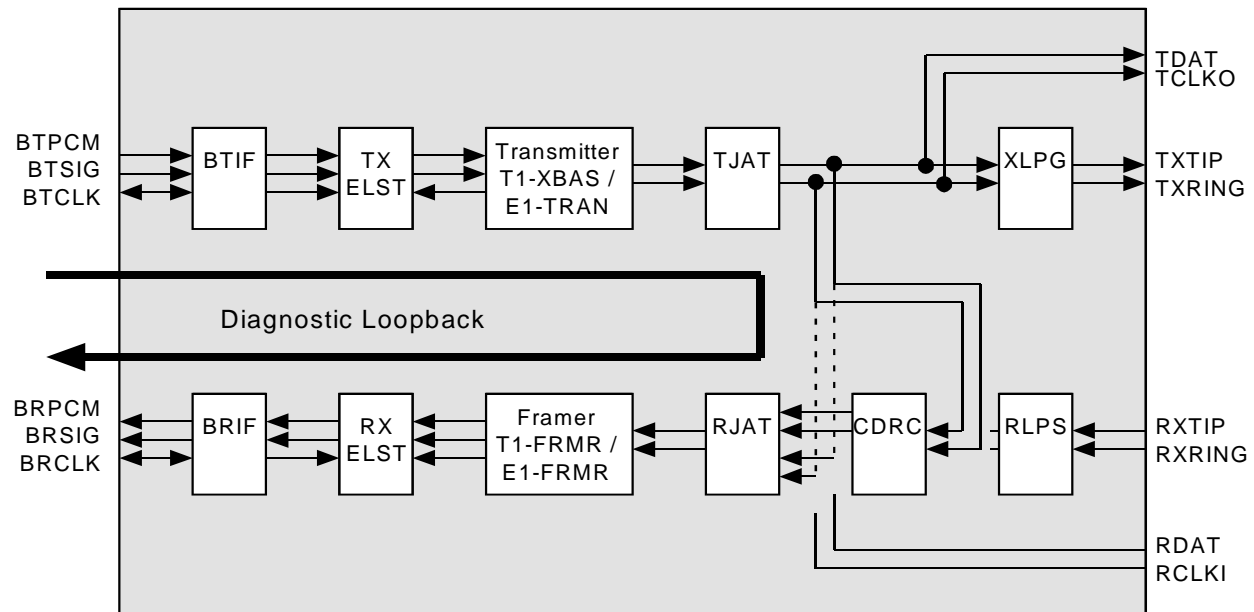 TDAT
TCLKO
BTPCM
BTSIG
BTCLK
BTIF
TX
ELST
Transmitter
T1-XBAS /
E1-TRAN
TJAT
XLPG
TXTIP
TXRING
Diagnostic Loopback
BRPCM
BRSIG
BRCLK
BRIF
RX
ELST
Framer
T1-FRMR /
E1-FRMR
RJAT
CDRC
RLPS
RXTIP
RXRING
RDAT
RCLKI